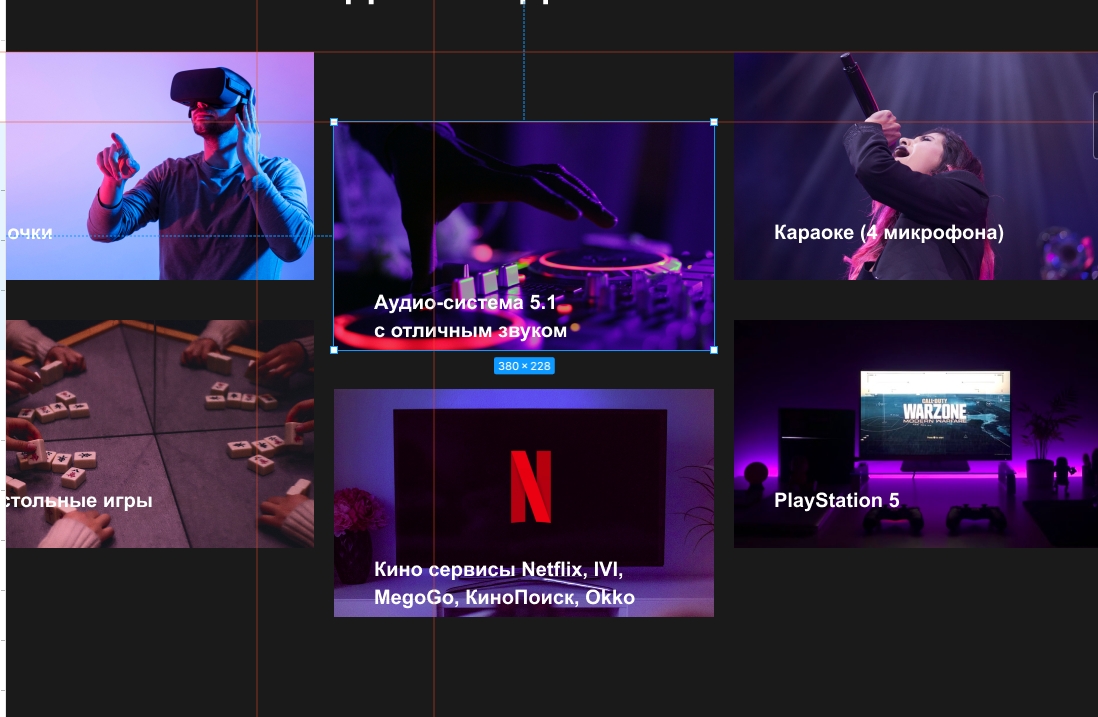 очки
Аудио-система 5.1
с отличным звуком
Караоке (4 микрофона)
380 × 228
стольные игры
Кино сервисы Netflix, IVI,
MegoGo, КиноПоиск, Okko
N
CALL OF DUTY
WARZONE
MODERN WARFARE
PlayStation 5